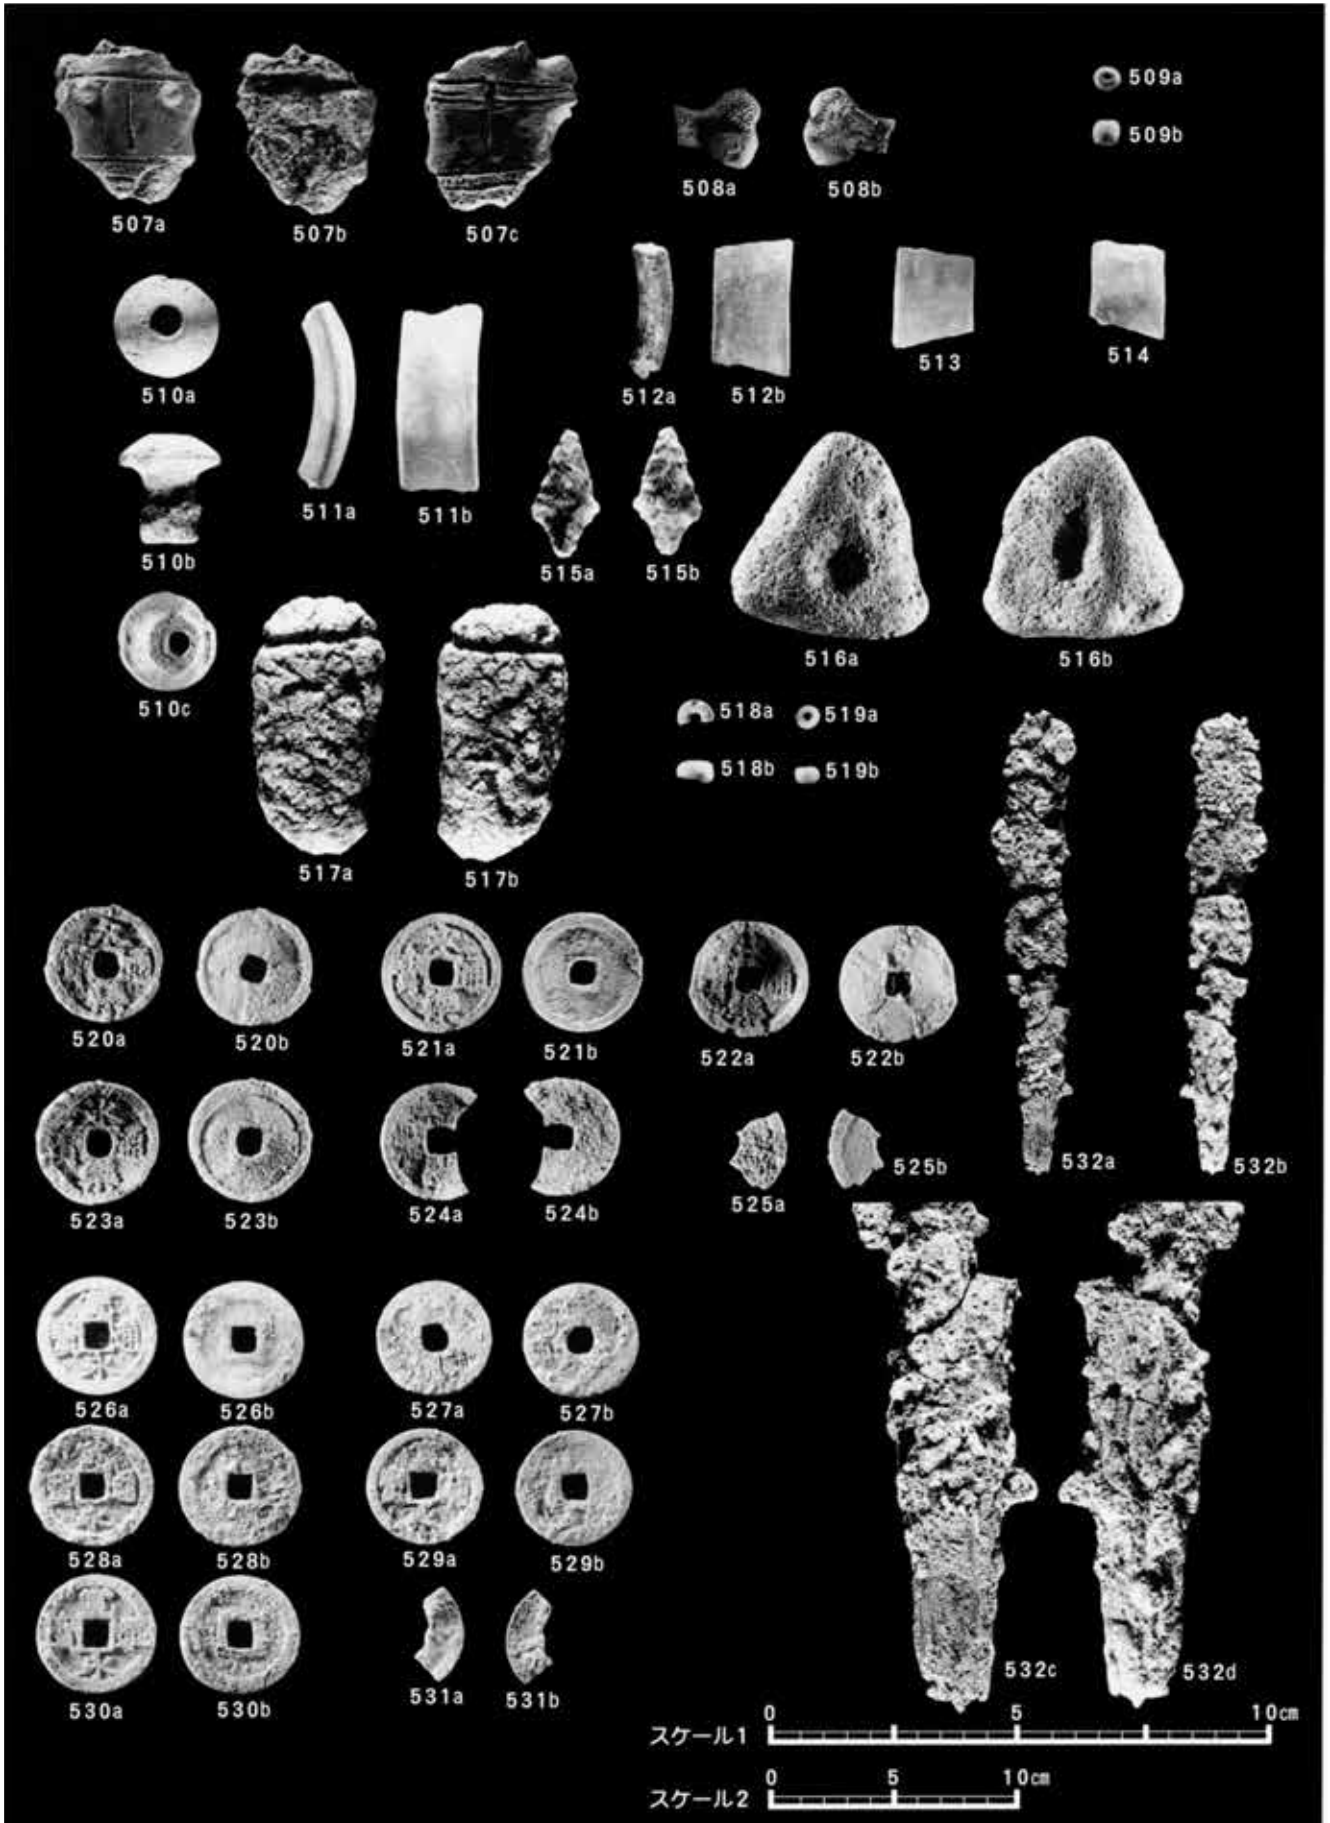 509a
509b
508a 508b
507a 507b 507c
510a
512a 512b 513 514
511a 511b
510b
515a 515b
516a 516b
510c
518a 519a
518b 519b
517a 517b
520a 520b 521a 521b 522a 522b
532a 532b
525b
525a
523a 523b 524a 524b
526a 526b 527a 527b
528a 528b 529a 529b
532c 532d
530a 530b 531a 531b
0 5 10cm
スケール1
0 5 10cm
スケール2